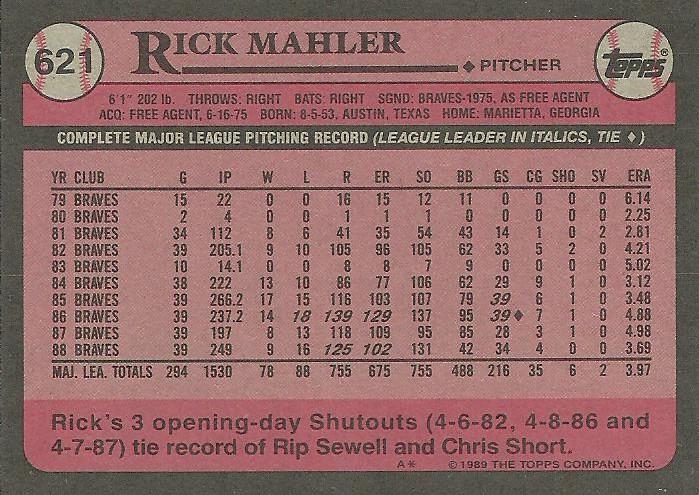 621 RICK MAHLER Topps®
♦ PITCHER
6'1" 202 lb. THROWS: RIGHT BATS: RIGHT SGND: BRAVES-1975, AS FREE AGENT
ACQ: FREE AGENT, 6-16-75 BORN: 8-5-53, AUSTIN, TEXAS HOME: MARIETTA, GEORGIA
COMPLETE MAJOR LEAGUE PITCHING RECORD (LEAGUE LEADER IN ITALICS, TIE ♦)
YR CLUB G IP W L R ER SO BB GS CG SHO SV ERA
79 BRAVES 15 22 0 0 16 15 12 11 0 0 0 0 6.14
80 BRAVES 2 4 0 0 1 1 1 0 0 0 0 0 2.25
81 BRAVES 34 112 8 6 41 35 54 43 14 1 0 2 2.81
82 BRAVES 39 205.1 9 10 105 96 105 62 33 5 2 0 4.21
83 BRAVES 10 14.1 0 0 8 8 7 9 0 0 0 0 5.02
84 BRAVES 38 222 13 10 86 77 106 62 29 9 1 0 3.12
85 BRAVES 39 266.2 17 15 116 103 107 79 39 6 1 0 3.48
86 BRAVES 39 237.2 14 18 139 129 137 95 39♦ 7 1 0 4.88
87 BRAVES 39 197 8 13 118 109 95 85 28 3 1 0 4.98
88 BRAVES 39 249 9 16 125 102 131 42 34 4 0 0 3.69
MAJ. LEA. TOTALS 294 1530 78 88 755 675 755 488 216 35 6 2 3.97
Rick's 3 opening-day Shutouts (4-6-82, 4-8-86 and
4-7-87) tie record of Rip Sewell and Chris Short.
A* © 1989 THE TOPPS COMPANY, INC.